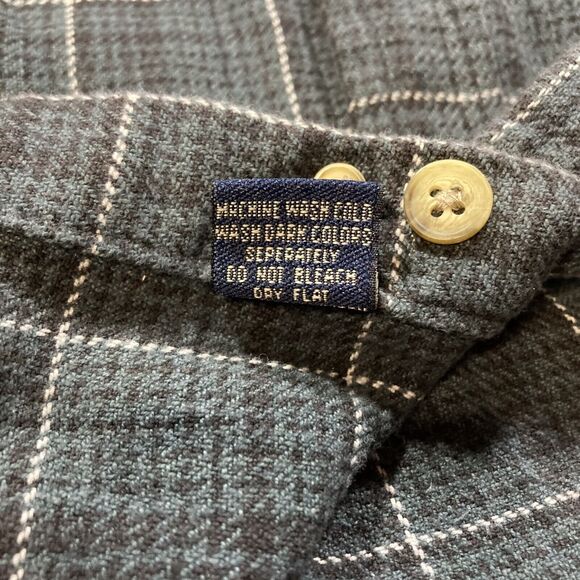 MACHINE WASH COLD
WASH DARK COLORS
SEPERATELY
DO NOT BLEACH
DRY FLAT